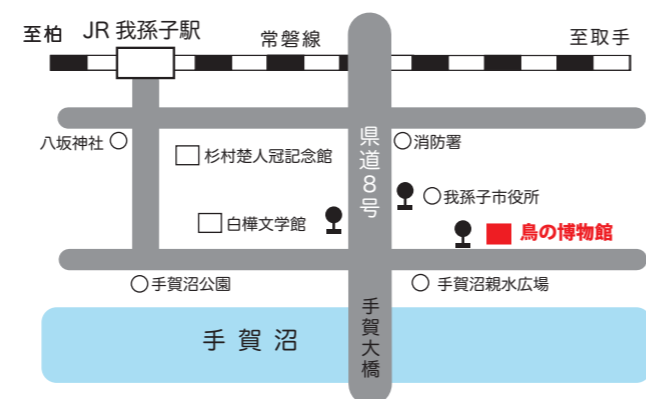 至柏
JR 我孫子駅
常磐線
至取手
八坂神社
杉村楚人冠記念館
県道8号
消防署
我孫子市役所
白樺文学館
鳥の博物館
手賀沼公園
手賀沼親水広場
手賀沼
手賀大橋